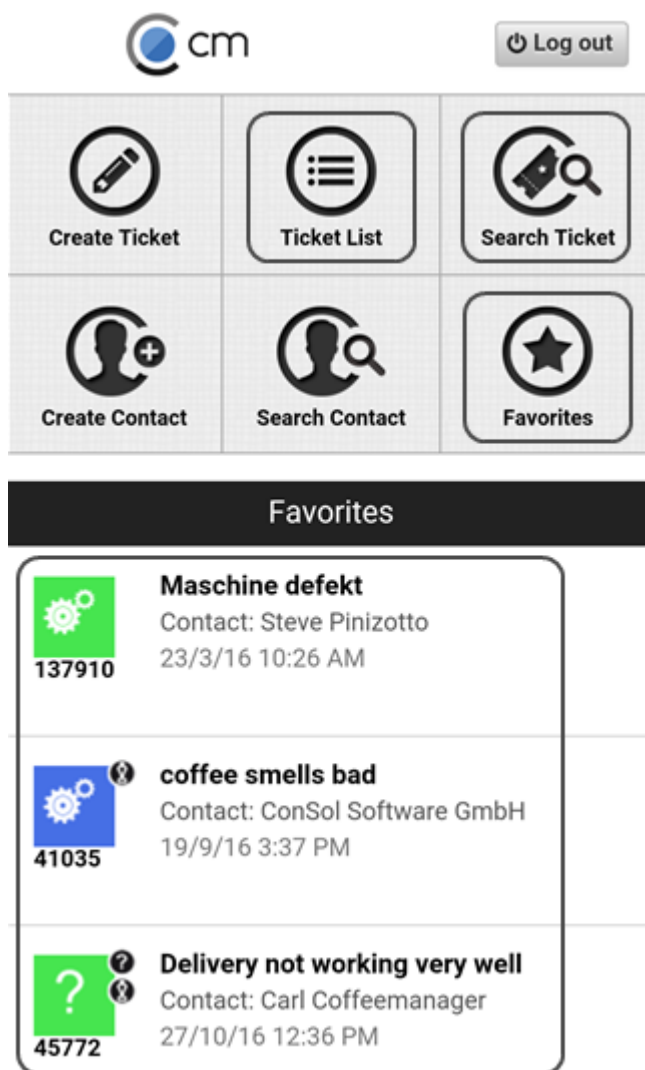 cm
Log out
Create Ticket
Ticket List
Search Ticket
Create Contact
Search Contact
Favorites
Favorites
Maschine defekt
Contact: Steve Pinizotto
137910
23/3/16 10:26 AM
coffee smells bad
Contact: ConSol Software GmbH
41035
19/9/16 3:37 PM
?
?
Delivery not working very well
Contact: Carl Coffeemanager
45772
27/10/16 12:36 PM